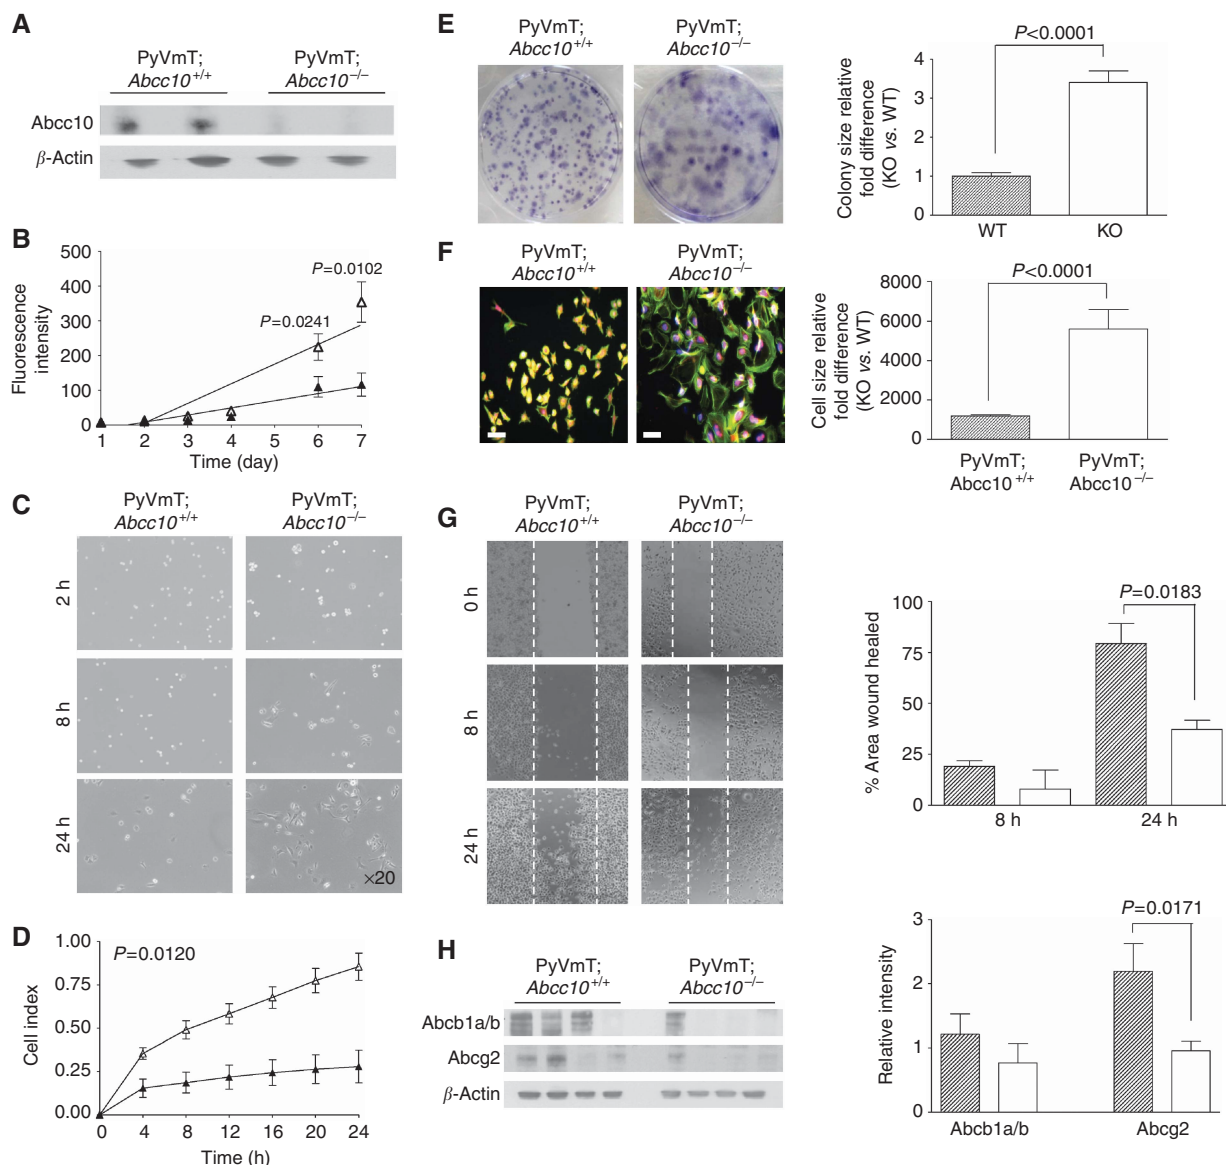 A
PyVmT;
Abcc10+/+
PyVmT;
Abcc10−/−
Abcc10
β-Actin
B
Fluorescence
intensity
500
400
300
200
100
0
P=0.0102
P=0.0241
1 2 3 4 6 7
Time (day)
C
PyVmT;
Abcc10+/+
PyVmT;
Abcc10−/−
2 h
8 h
24 h
×20
D
P=0.0120
Cell index
1.00
0.75
0.50
0.25
0.00
0 4 8 12 16 20 24
Time (h)
E
PyVmT;
Abcc10+/+
PyVmT;
Abcc10−/−
P<0.0001
Colony size relative
fold difference
(KO vs. WT)
4
3
2
1
0
WT KO
F
PyVmT;
Abcc10+/+
PyVmT;
Abcc10−/−
P<0.0001
Cell size relative
fold difference
(KO vs. WT)
8000
6000
4000
2000
0
PyVmT;
Abcc10+/+
PyVmT;
Abcc10−/−
G
PyVmT;
Abcc10+/+
PyVmT;
Abcc10−/−
0 h
8 h
24 h
P=0.0183
% Area wound healed
100
75
50
25
0
8 h 24 h
H
PyVmT;
Abcc10+/+
PyVmT;
Abcc10−/−
Abcb1a/b
Abcg2
β-Actin
P=0.0171
Relative intensity
3
2
1
0
Abcb1a/b Abcg2